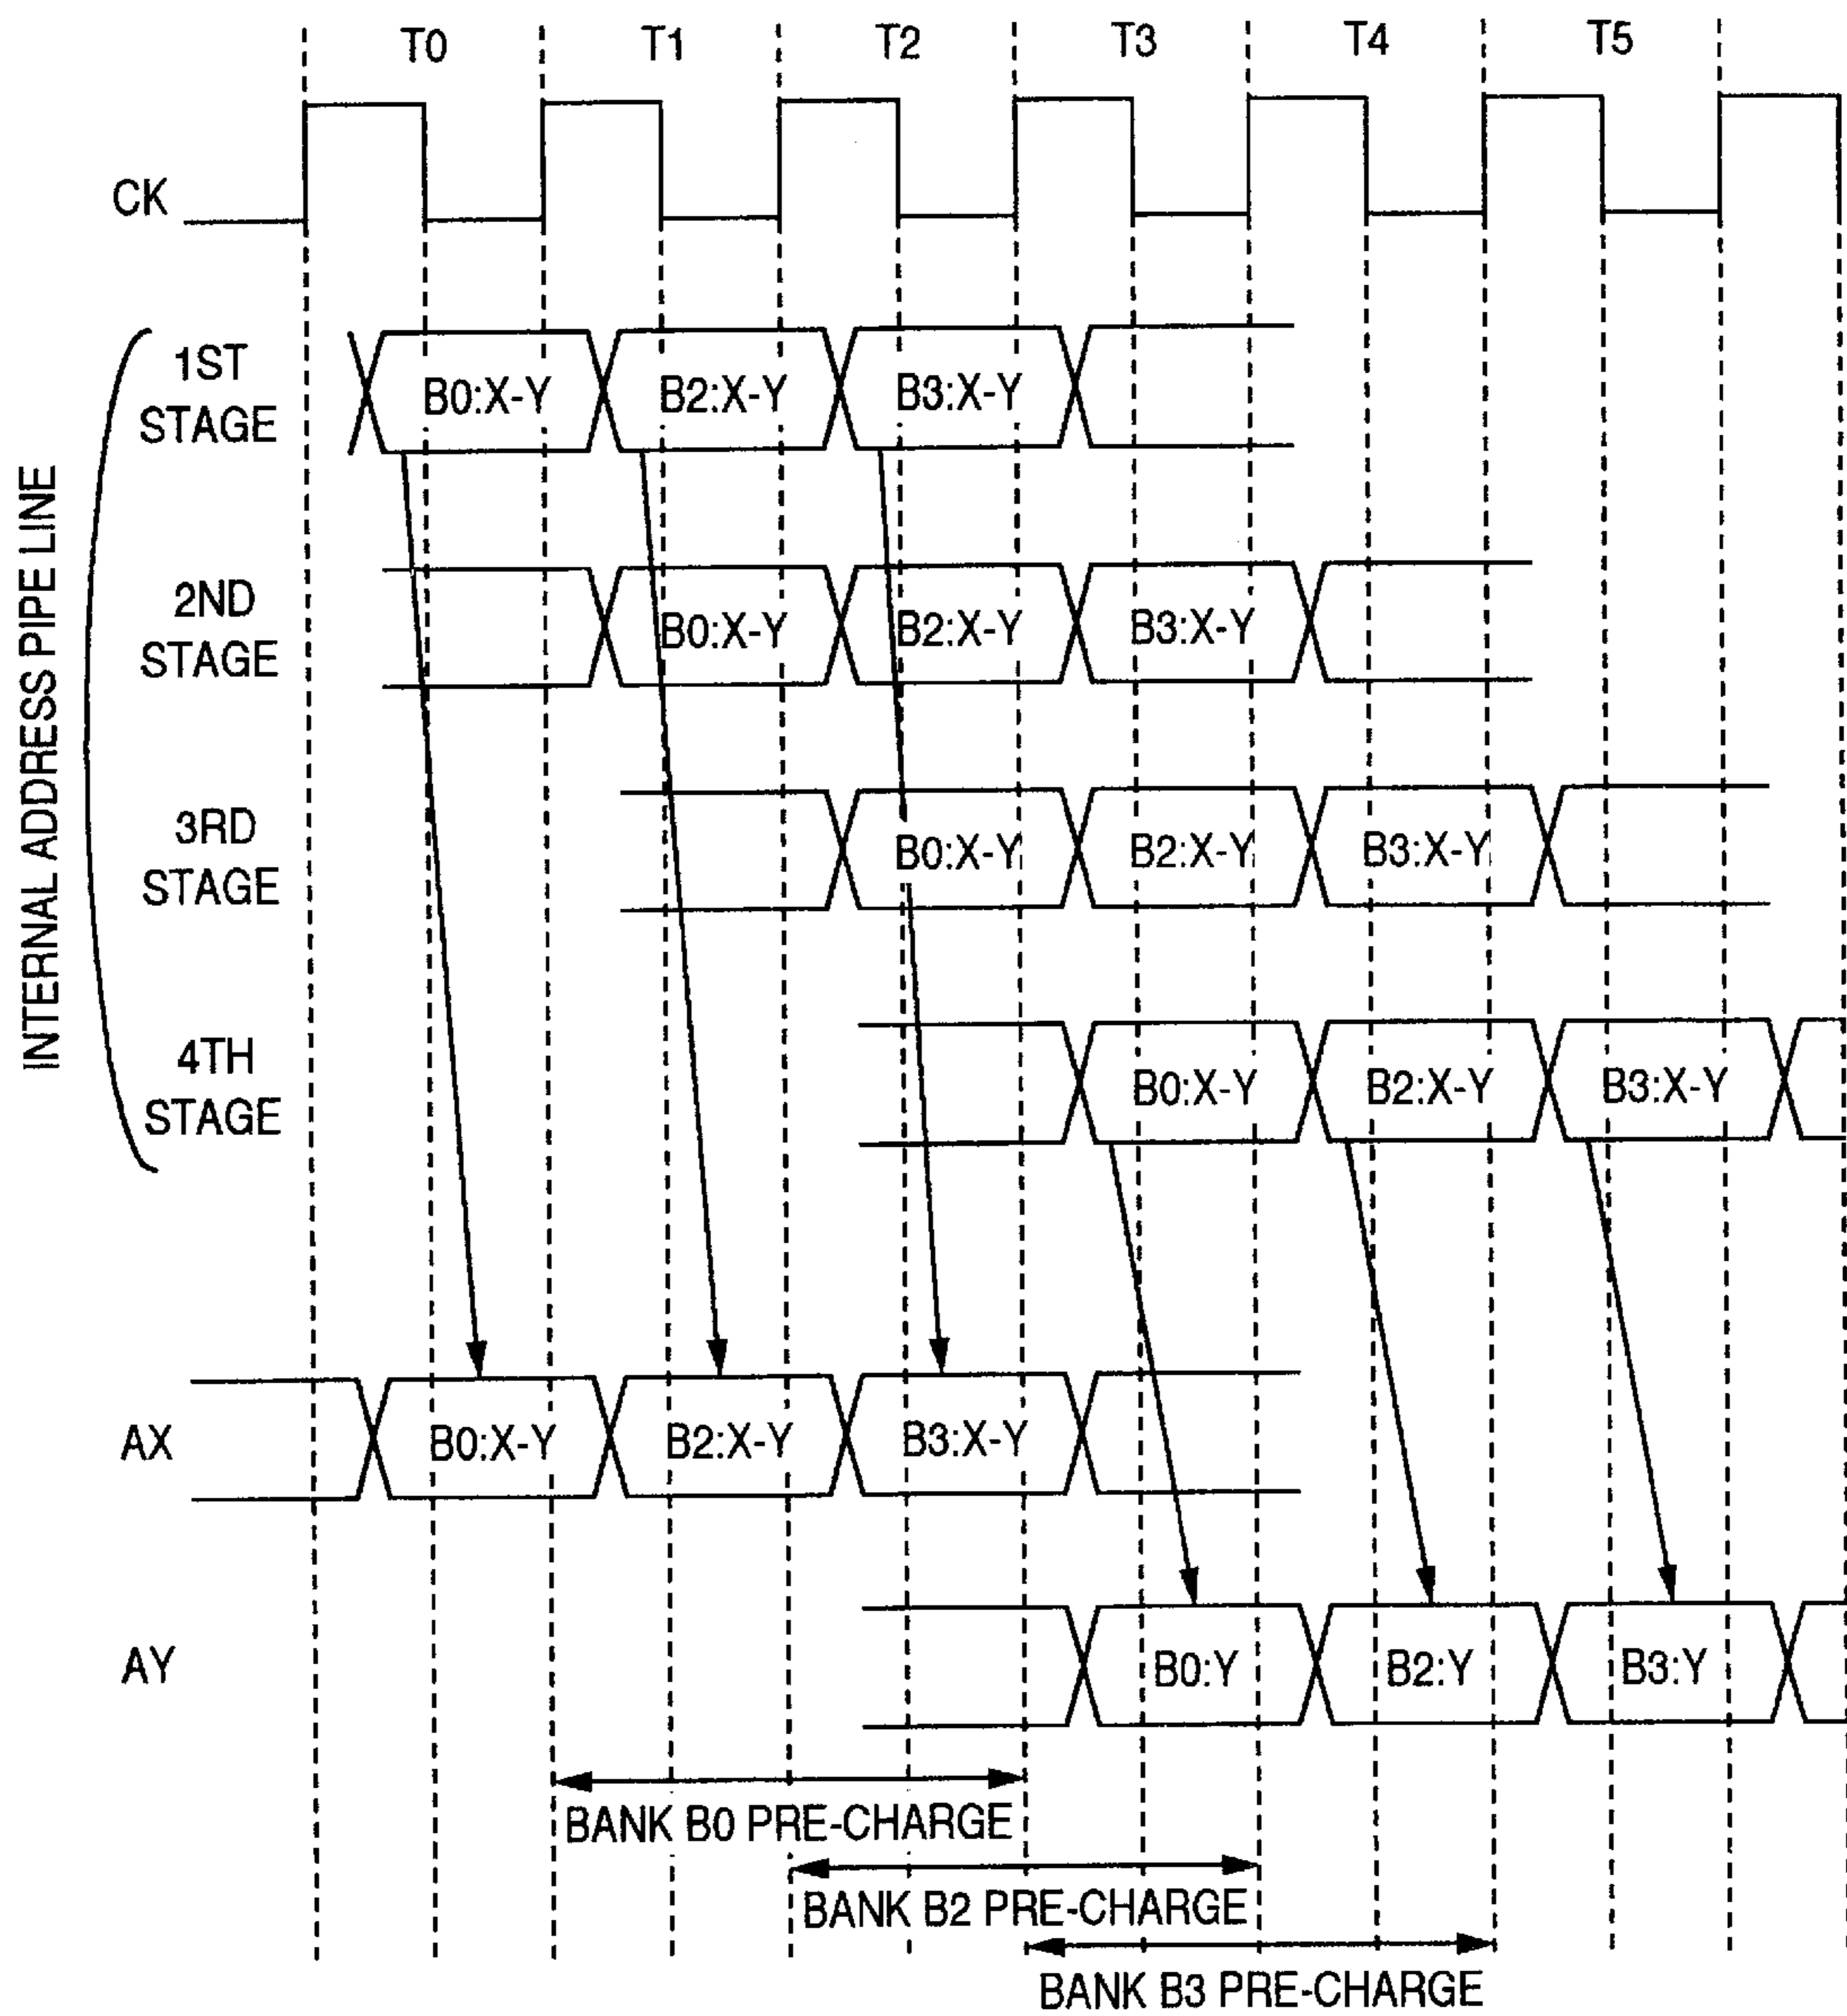 T0 T1 T2 T3 T4 T5
CK
INTERNAL ADDRESS PIPE LINE
1ST
STAGE
B0:X-Y B2:X-Y B3:X-Y
2ND
STAGE
B0:X-Y B2:X-Y B3:X-Y
3RD
STAGE
B0:X-Y B2:X-Y B3:X-Y
4TH
STAGE
B0:X-Y B2:X-Y B3:X-Y
AX B0:X-Y B2:X-Y B3:X-Y
AY B0:Y B2:Y B3:Y
BANK B0 PRE-CHARGE
BANK B2 PRE-CHARGE
BANK B3 PRE-CHARGE